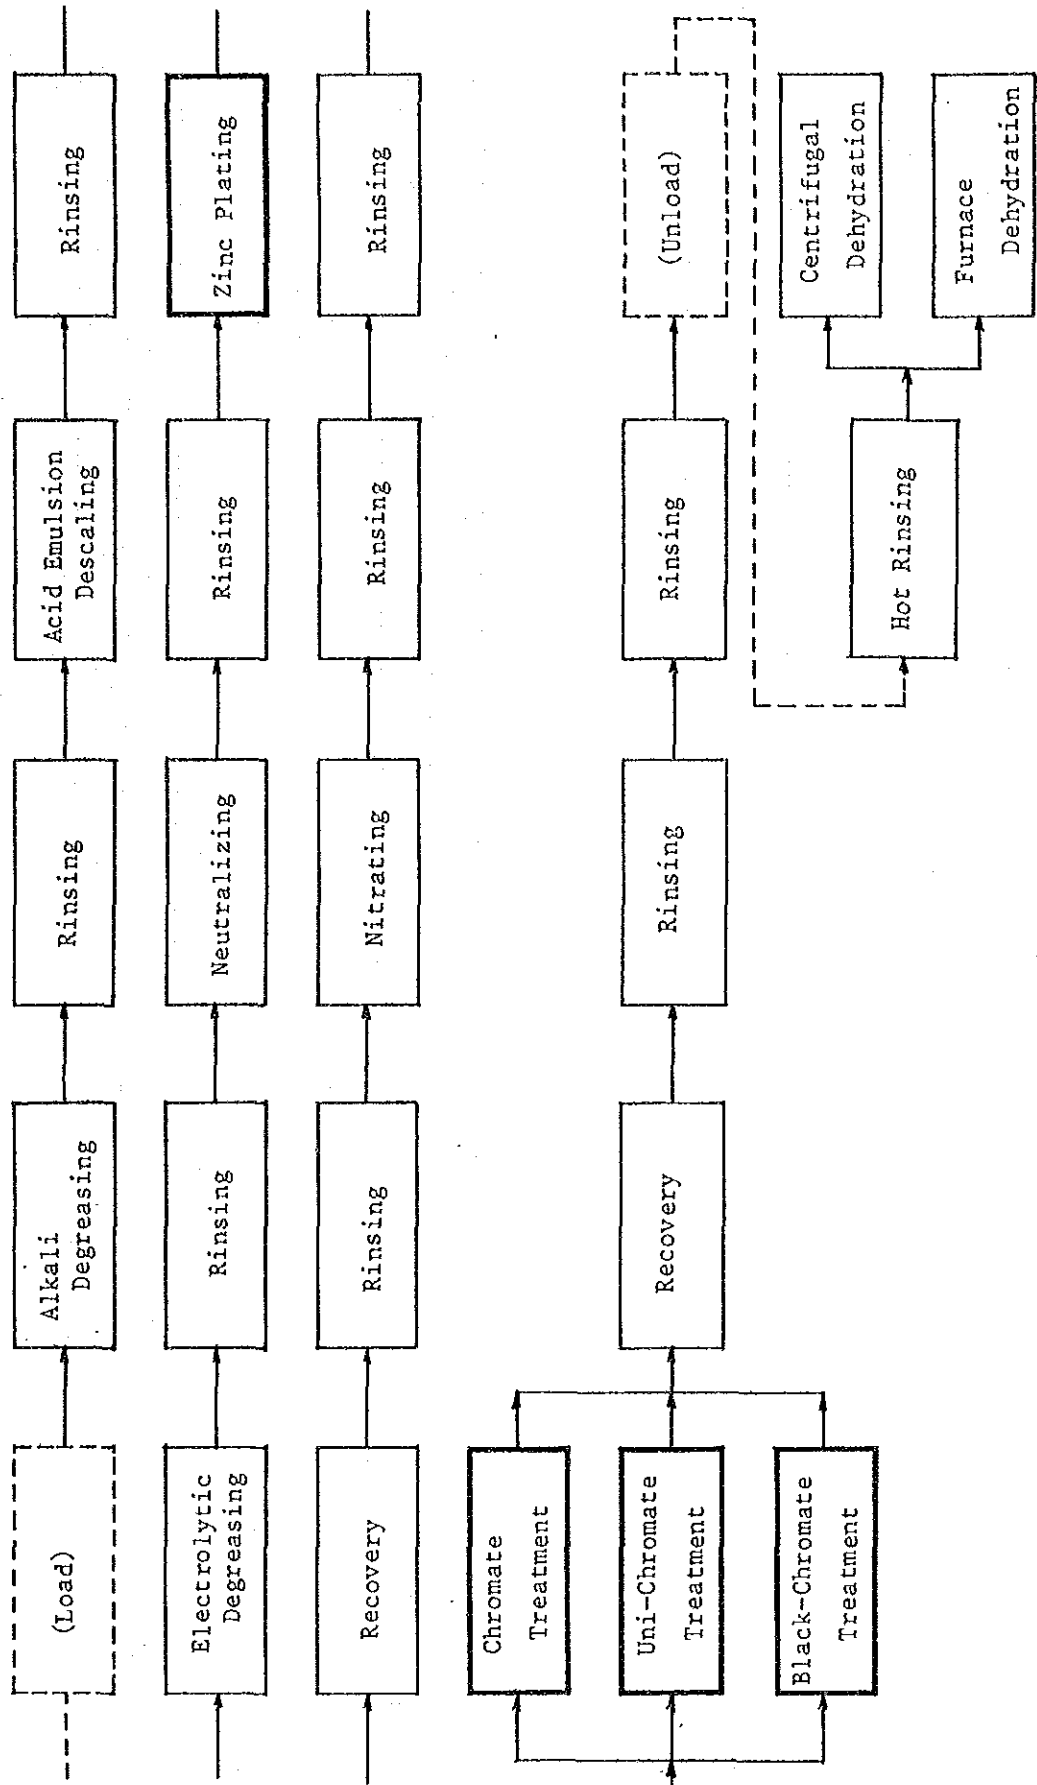 (Load)
Alkali
Degreasing
Rinsing
Acid Emulsion
Descaling
Rinsing
Electrolytic
Degreasing
Rinsing
Neutralizing
Rinsing
Zinc Plating
Recovery
Rinsing
Nitrating
Rinsing
Rinsing
Chromate
Treatment
Uni-Chromate
Treatment
Black-Chromate
Treatment
Recovery
Rinsing
Rinsing
(Unload)
Hot Rinsing
Centrifugal
Dehydration
Furnace
Dehydration